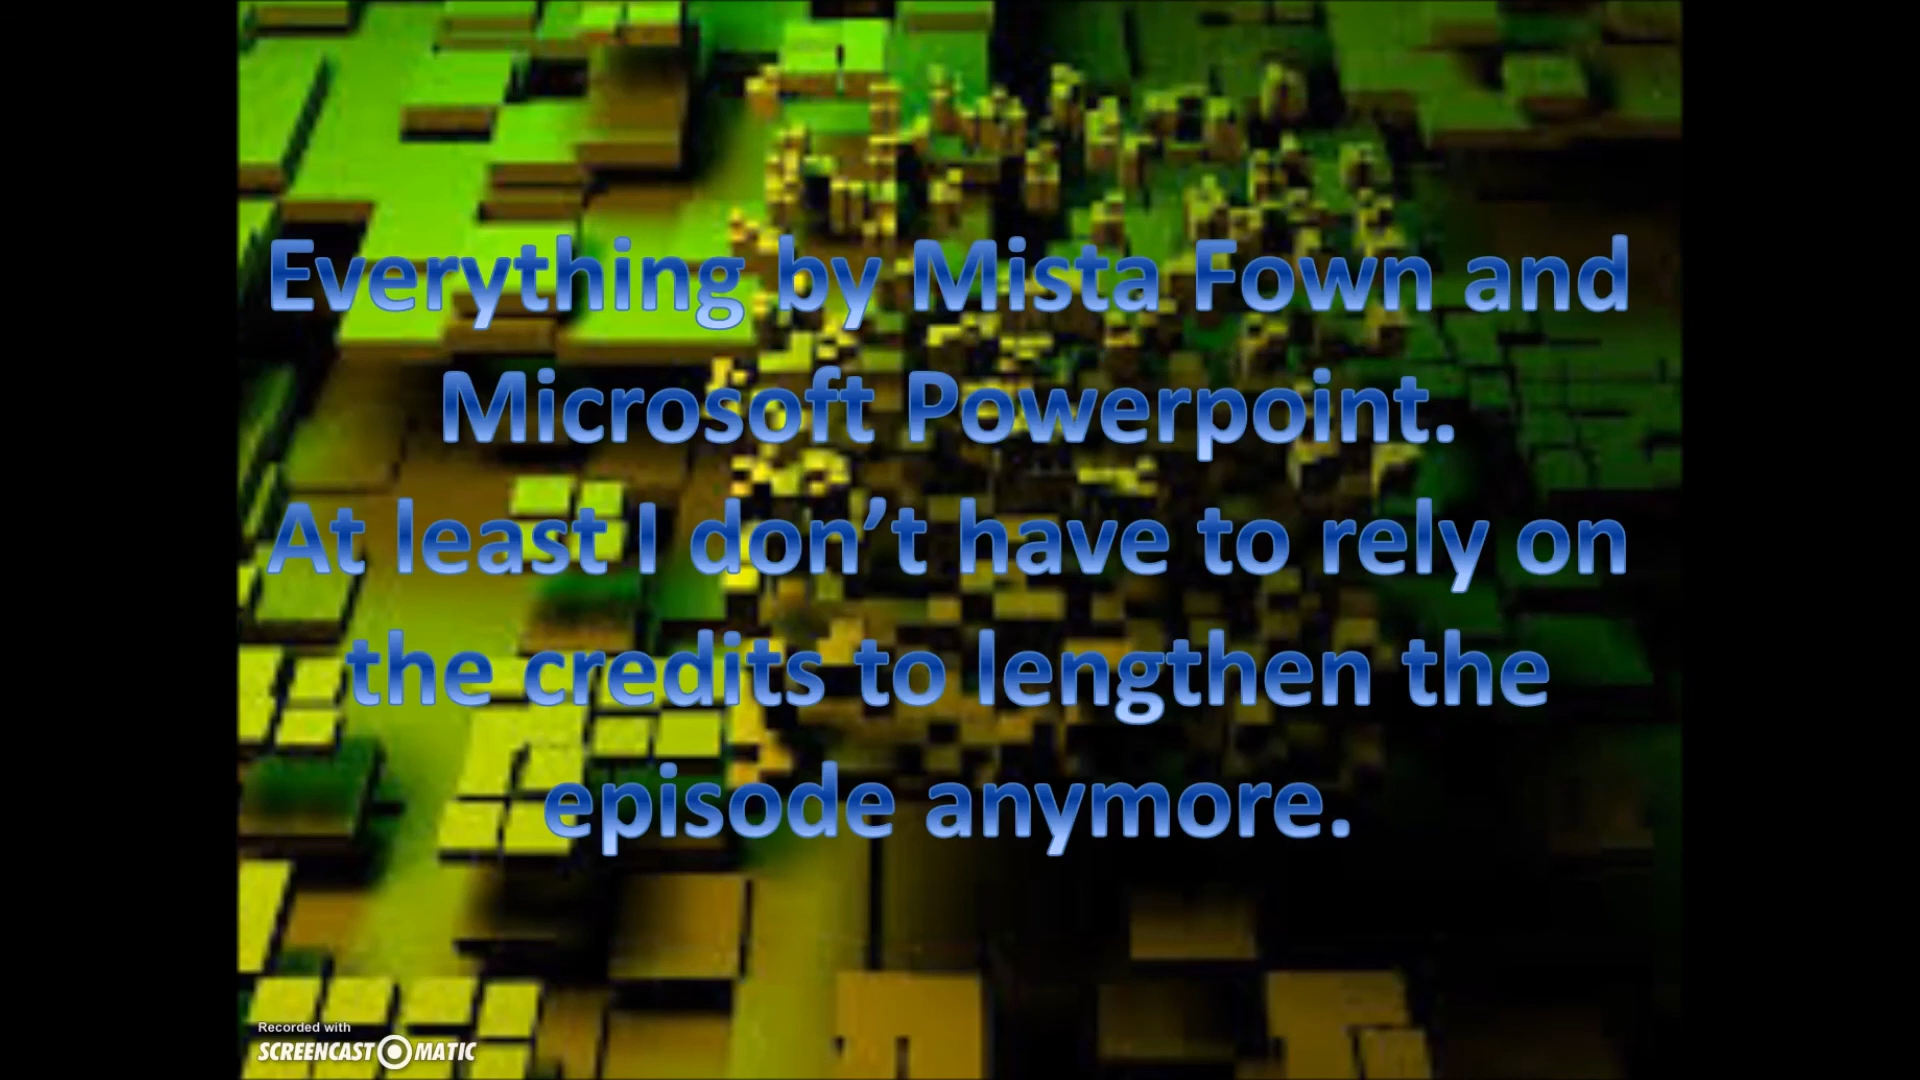 Everything by Mista Fown and
Microsoft Powerpoint.
At least I don’t have to rely on
the credits to lengthen the
episode anymore.
Recorded with
SCREENCAST MATIC